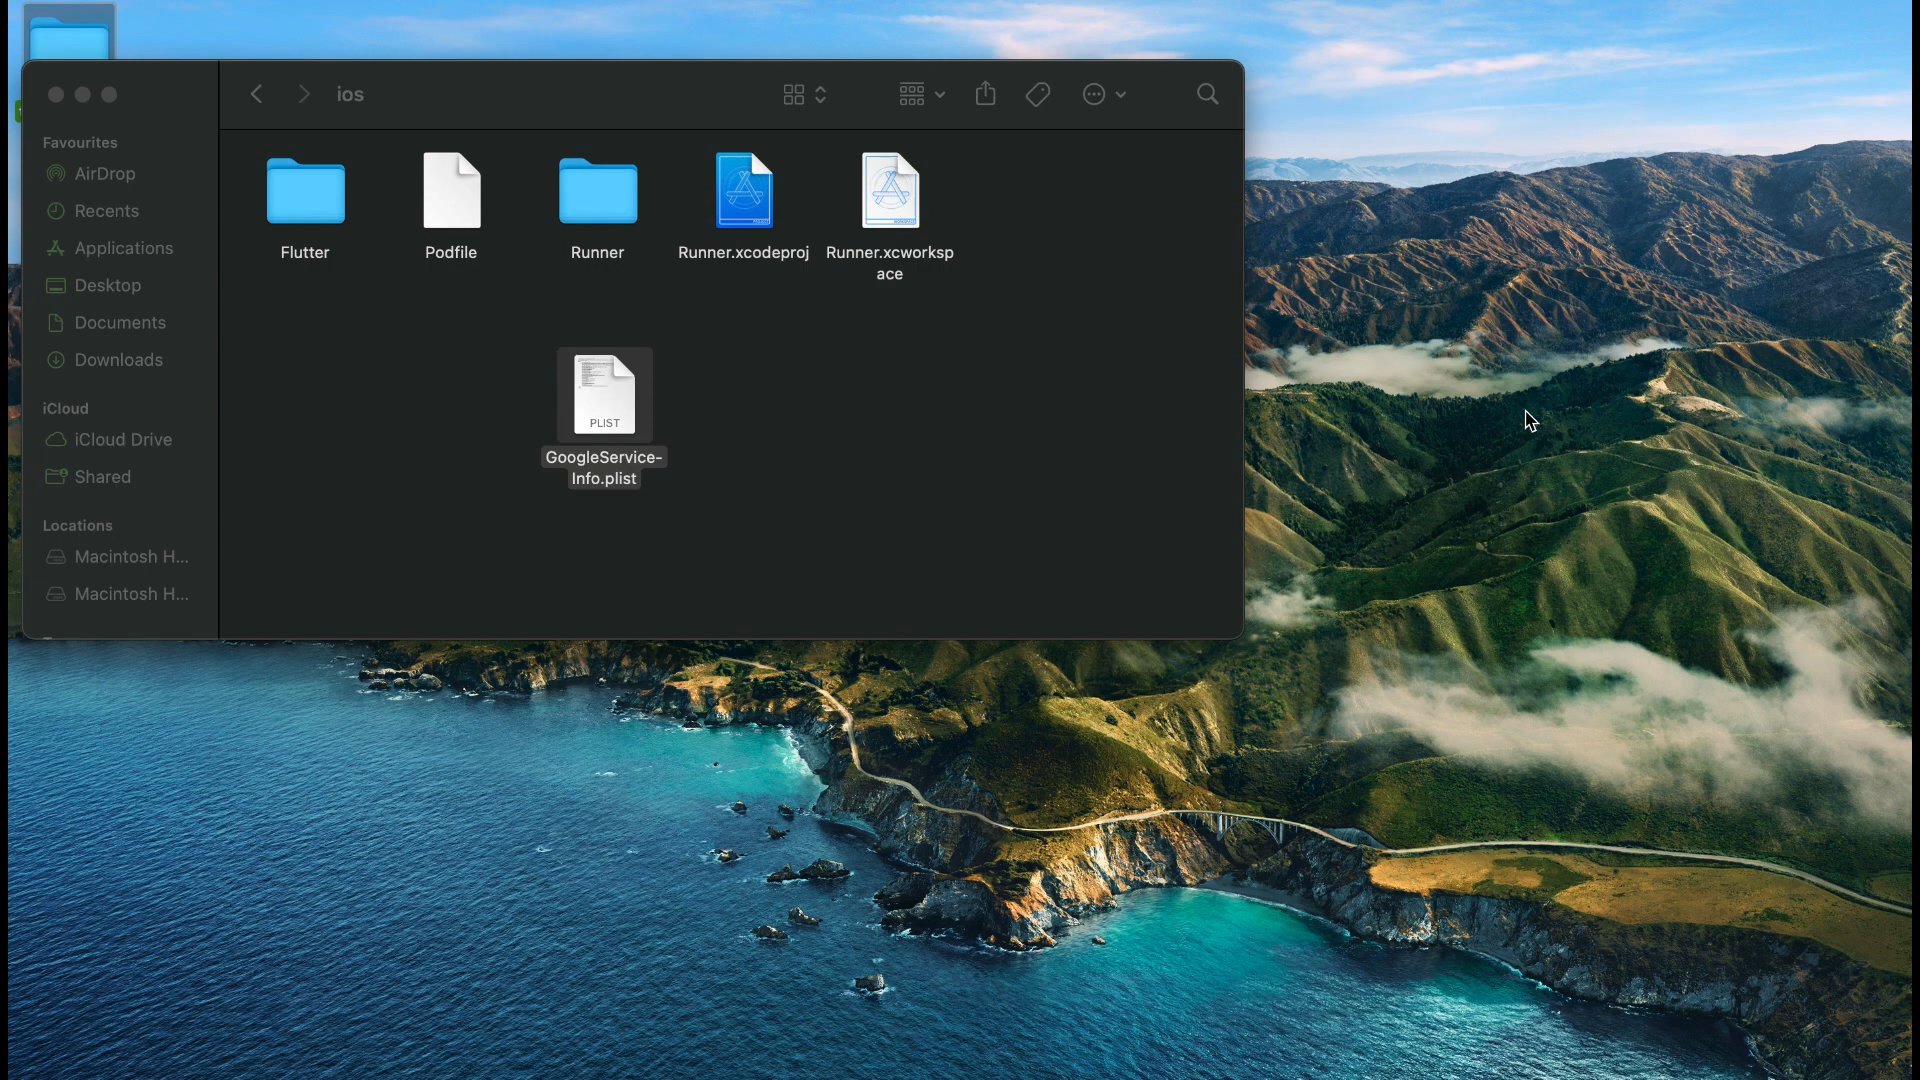 ios
Favourites
AirDrop
Recents
Applications
Desktop
Documents
Downloads
iCloud
iCloud Drive
Shared
Locations
Macintosh H...
Macintosh H...
Flutter
Podfile
Runner
Runner.xcodeproj
Runner.xcworksp
ace
PLIST
GoogleService-
Info.plist